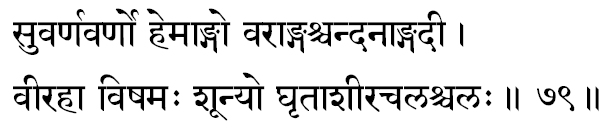 सुवर्णवर्णो हेमाङ्गो वराङ्गश्चन्दनाङ्गदी ।
वीरहा विषमः शून्यो घृताशीरचलश्चलः ॥ ७९ ॥